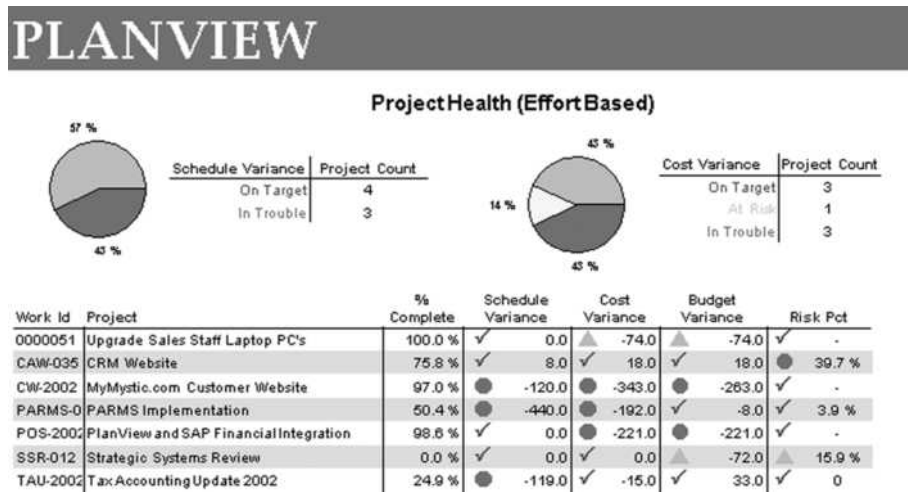 PLANVIEW
Project Health (Effort Based)
57 %
43 %
Schedule Variance Project Count
On Target 4
In Trouble 3
43 %
14 %
43 %
Cost Variance Project Count
On Target 3
At Risk 1
In Trouble 3
% Schedule Cost Budget
Work Id Project Complete Variance Variance Variance Risk Pct
0000051 Upgrade Sales Staff Laptop PC's 100.0 % ✓ 0.0 -74.0 -74.0 ✓ -
CAW-035 CRM Website 75.8 % ✓ 8.0 ✓ 18.0 ✓ 18.0 39.7 %
CW-2002 MyMystic.com Customer Website 97.0 % -120.0 -343.0 -263.0 ✓ -
PARMS-0 PARMS Implementation 50.4 % -440.0 -192.0 ✓ -8.0 ✓ 3.9 %
POS-2002 PlanView and SAP Financial Integration 98.6 % ✓ 0.0 -221.0 -221.0 ✓ -
SSR-012 Strategic Systems Review 0.0 % ✓ 0.0 ✓ 0.0 -72.0 15.9 %
TAU-2002 Tax Accounting Update 2002 24.9 % -119.0 ✓ -15.0 ✓ 33.0 ✓ 0